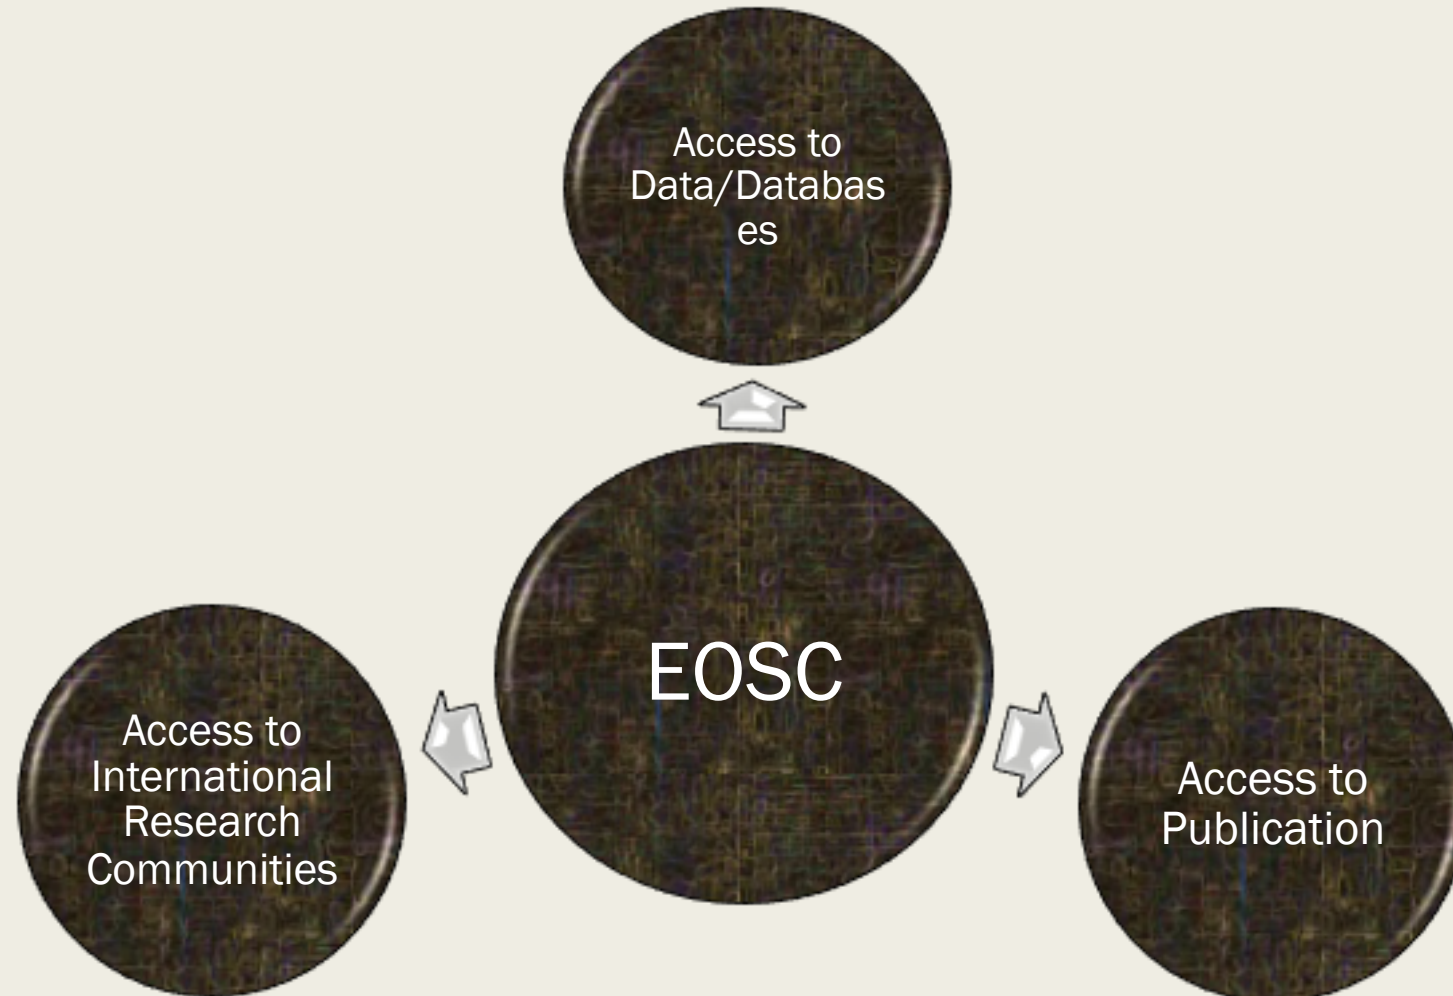 Access to
Data/Databas
es
EOSC
Access to
International
Research
Communities
Access to
Publication